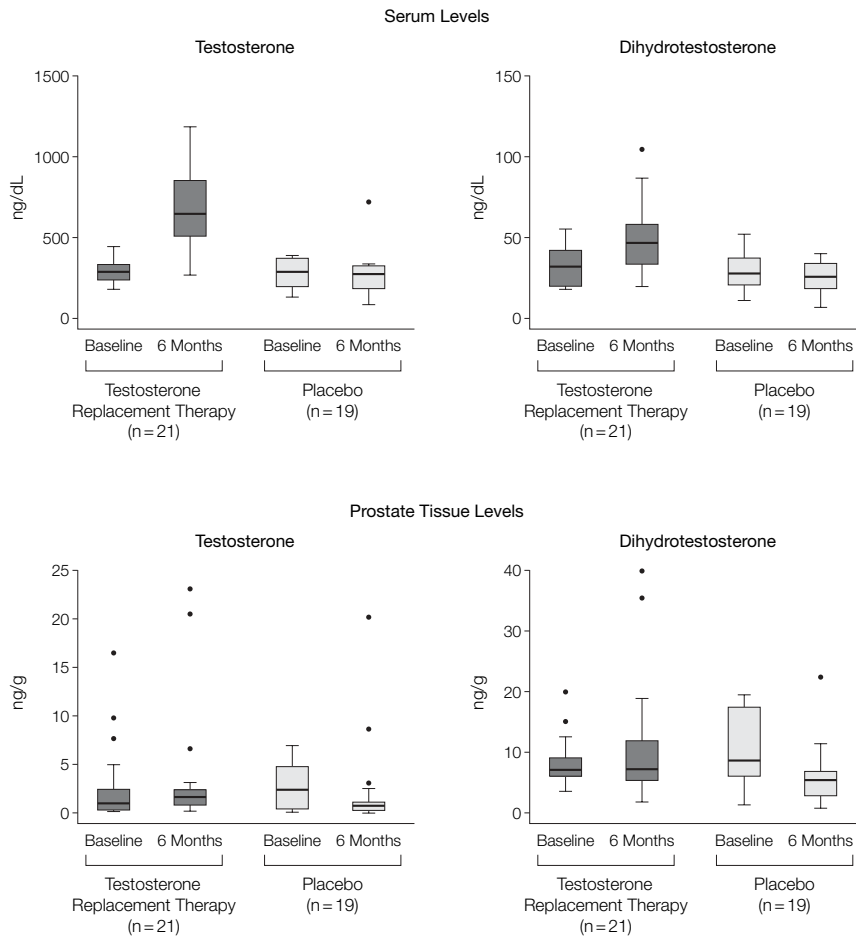 Serum Levels
Testosterone
1500
1000
500
0
ng/dL
Baseline 6 Months Baseline 6 Months
Testosterone
Replacement Therapy
(n=21)
Placebo
(n=19)
Dihydrotestosterone
150
100
50
0
ng/dL
Baseline 6 Months Baseline 6 Months
Testosterone
Replacement Therapy
(n=21)
Placebo
(n=19)
Prostate Tissue Levels
Testosterone
25
20
15
10
5
0
ng/g
Baseline 6 Months Baseline 6 Months
Testosterone
Replacement Therapy
(n=21)
Placebo
(n=19)
Dihydrotestosterone
40
30
20
10
0
ng/g
Baseline 6 Months Baseline 6 Months
Testosterone
Replacement Therapy
(n=21)
Placebo
(n=19)